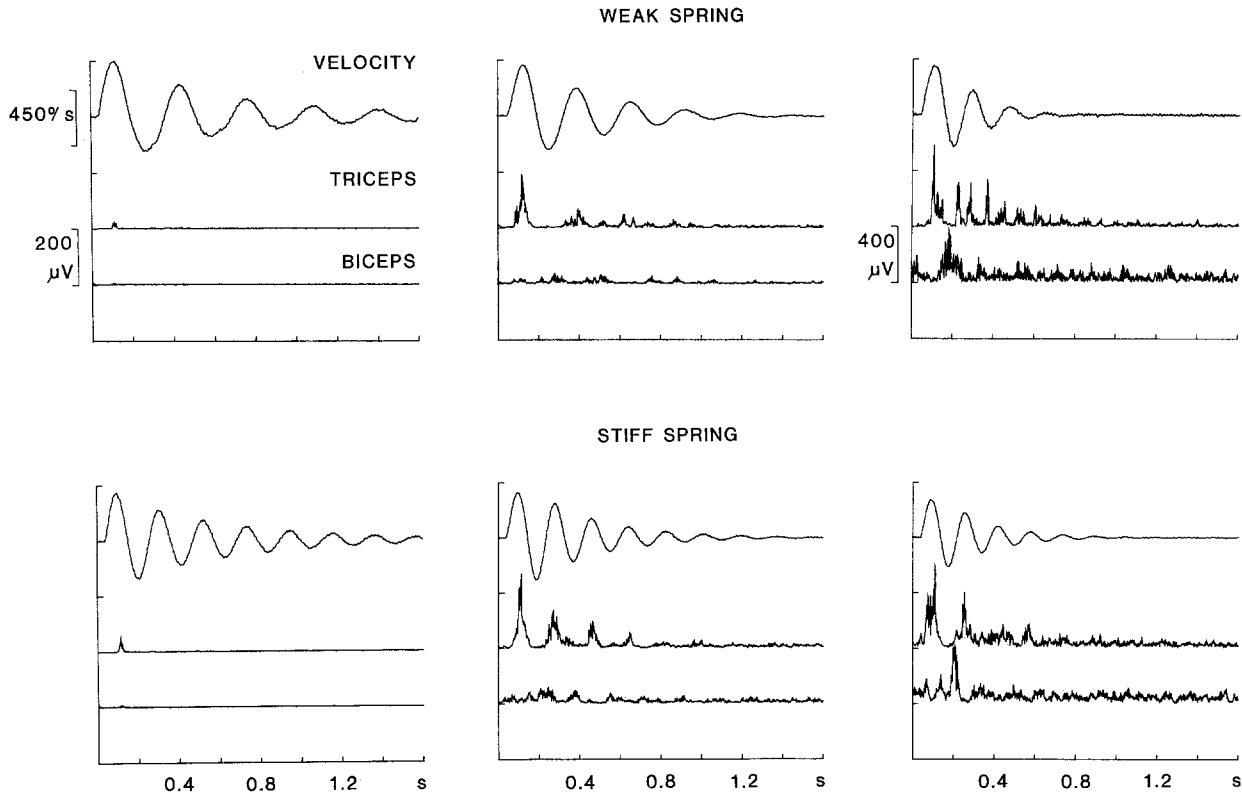 WEAK SPRING
VELOCITY
450°/s
TRICEPS
200
µV
BICEPS
400
µV
STIFF SPRING
0.4 0.8 1.2 s
0.4 0.8 1.2 s
0.4 0.8 1.2 s